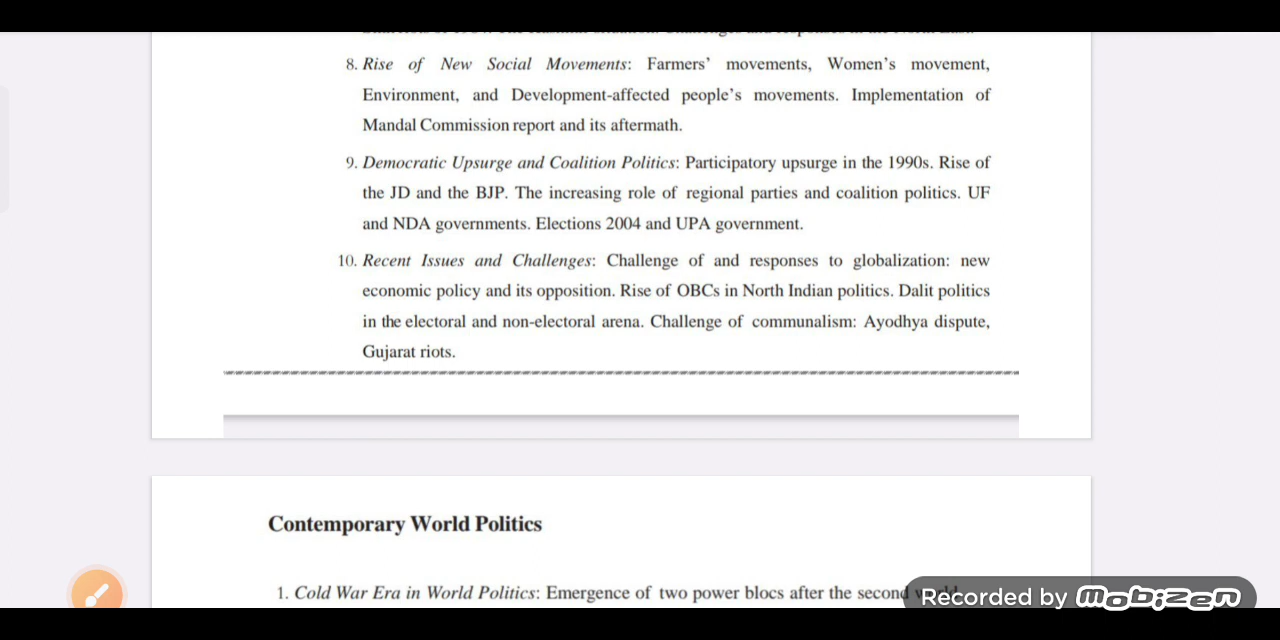 8. Rise of New Social Movements: Farmers’ movements, Women’s movement,
Environment, and Development-affected people’s movements. Implementation of
Mandal Commission report and its aftermath.
9. Democratic Upsurge and Coalition Politics: Participatory upsurge in the 1990s. Rise of
the JD and the BJP. The increasing role of regional parties and coalition politics. UF
and NDA governments. Elections 2004 and UPA government.
10. Recent Issues and Challenges: Challenge of and responses to globalization: new
economic policy and its opposition. Rise of OBCs in North Indian politics. Dalit politics
in the electoral and non-electoral arena. Challenge of communalism: Ayodhya dispute,
Gujarat riots.
Contemporary World Politics
1. Cold War Era in World Politics: Emergence of two power blocs after the second
Recorded by mobizen